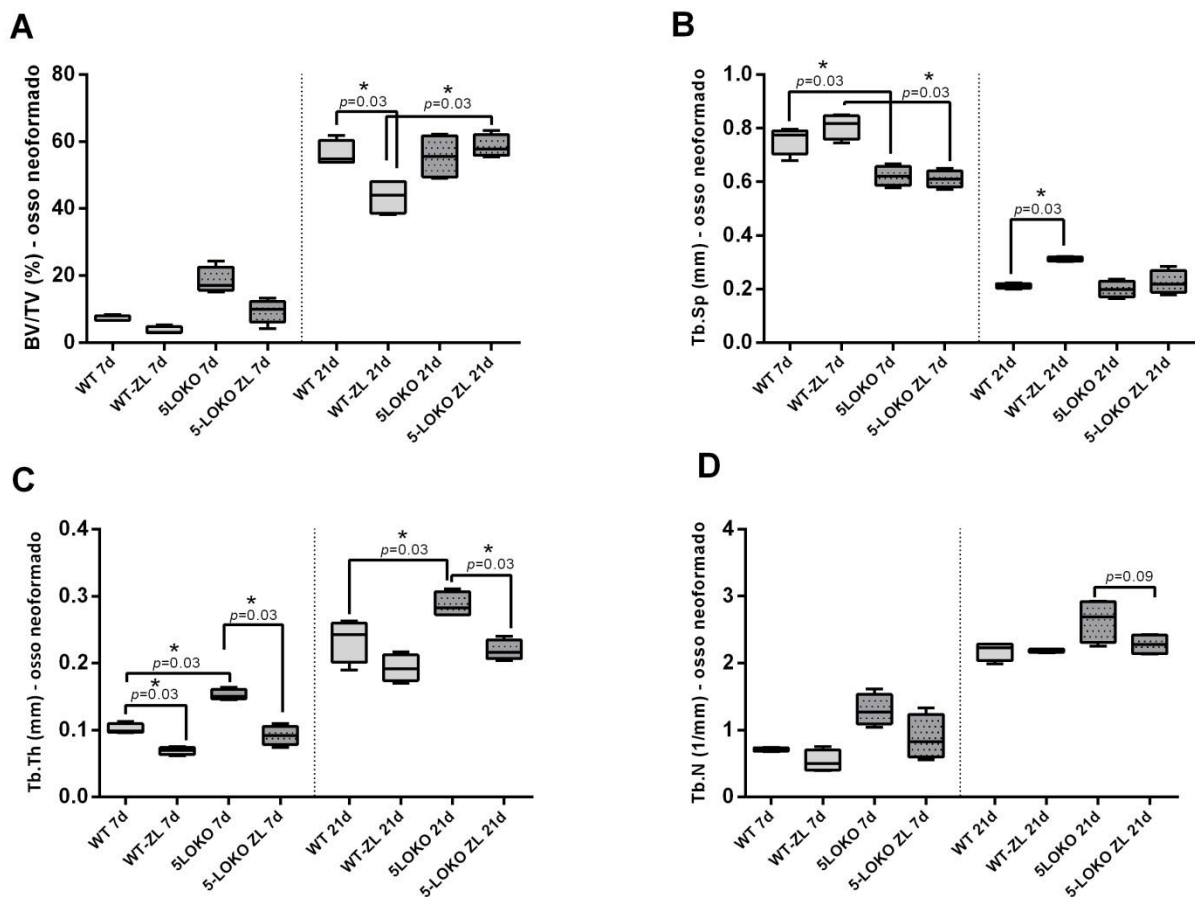 A
BV/TV (%) - osso neoformado
80
60
40
20
0
*
p=0.03
*
p=0.03
WT 7d
WT-ZL 7d
5LOKO 7d
5-LOKO ZL 7d
WT 21d
WT-ZL 21d
5LOKO 21d
5-LOKO ZL 21d
B
Tb.Sp (mm) - osso neoformado
1.0
0.8
0.6
0.4
0.2
0.0
*
p=0.03
*
p=0.03
*
p=0.03
WT 7d
WT-ZL 7d
5LOKO 7d
5-LOKO ZL 7d
WT 21d
WT-ZL 21d
5LOKO 21d
5-LOKO ZL 21d
C
Tb.Th (mm) - osso neoformado
0.4
0.3
0.2
0.1
0.0
*
p=0.03
*
p=0.03
*
p=0.03
*
p=0.03
*
p=0.03
WT 7d
WT-ZL 7d
5LOKO 7d
5-LOKO ZL 7d
WT 21d
WT-ZL 21d
5LOKO 21d
5-LOKO ZL 21d
D
Tb.N (1/mm) - osso neoformado
4
3
2
1
0
p=0.09
WT 7d
WT-ZL 7d
5LOKO 7d
5-LOKO ZL 7d
WT 21d
WT-ZL 21d
5LOKO 21d
5-LOKO ZL 21d